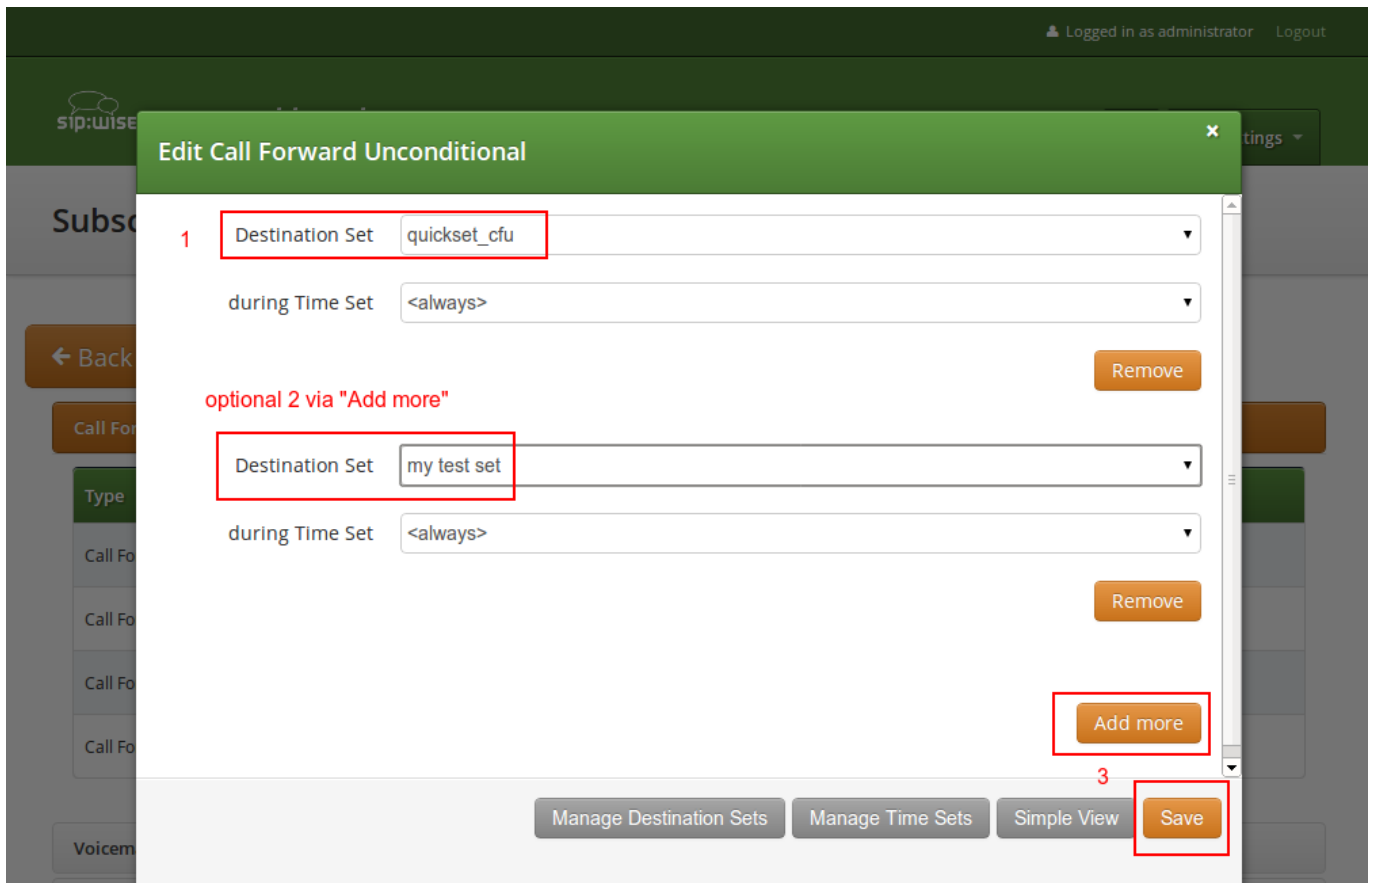 Logged in as administrator Logout
sip:wise
tings
Edit Call Forward Unconditional ×
Subsc
1 Destination Set quickset_cfu
during Time Set <always>
Back
Remove
optional 2 via "Add more"
Call For
Destination Set my test set
Type
during Time Set <always>
Call Fo
Remove
Call Fo
Call Fo
Add more
Call Fo
3
Manage Destination Sets Manage Time Sets Simple View Save
Voicem